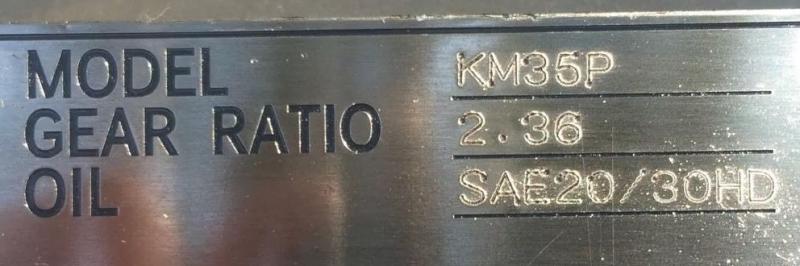 MODEL KM35P
GEAR RATIO 2.36
OIL SAE20/30HD